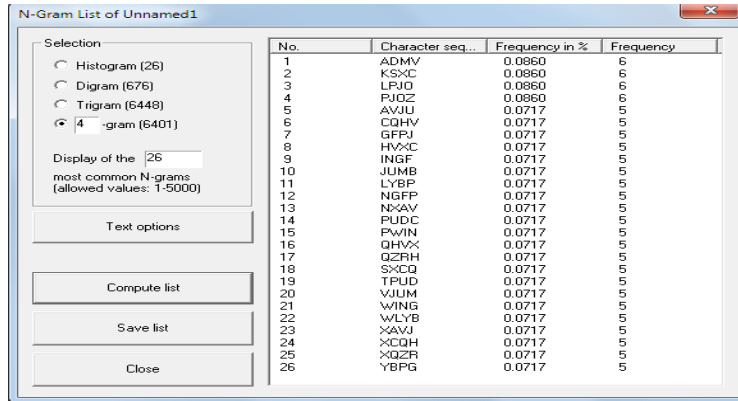 N-Gram List of Unnamed1
Selection
Histogram (26)
Digram (676)
Trigram (6448)
4 -gram (6401)
Display of the 26
most common N-grams
(allowed values: 1-5000)
Text options
Compute list
Save list
Close
No. Character seq... Frequency in % Frequency
1 ADMV 0.0860 6
2 KSXC 0.0860 6
3 LPJO 0.0860 6
4 PJOZ 0.0860 6
5 AVJU 0.0717 5
6 CQHV 0.0717 5
7 GFPJ 0.0717 5
8 HVXC 0.0717 5
9 INGF 0.0717 5
10 JUMB 0.0717 5
11 LYBP 0.0717 5
12 NGFP 0.0717 5
13 NXAV 0.0717 5
14 PUDC 0.0717 5
15 PWIN 0.0717 5
16 QHVX 0.0717 5
17 QZRH 0.0717 5
18 SXCQ 0.0717 5
19 TPUD 0.0717 5
20 VJUM 0.0717 5
21 WING 0.0717 5
22 WLYB 0.0717 5
23 XAVJ 0.0717 5
24 XCQH 0.0717 5
25 XQZR 0.0717 5
26 YBPG 0.0717 5